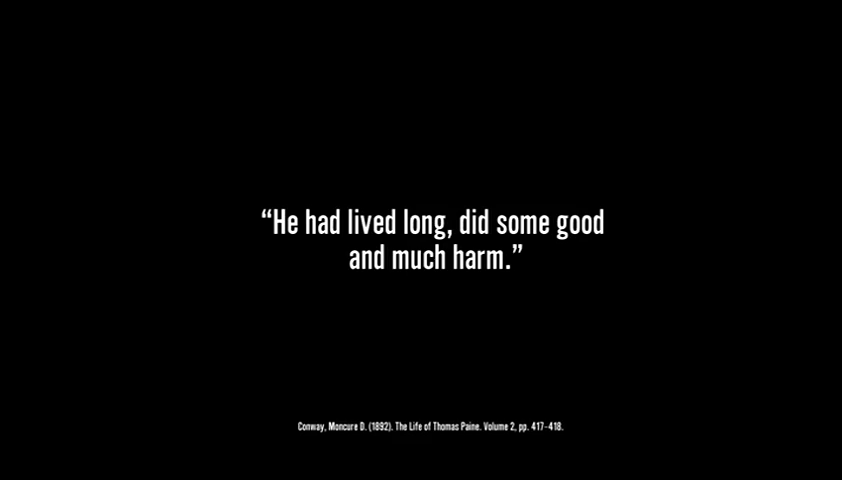 “He had lived long, did some good
and much harm.”
Conway, Moncure D. (1892). The Life of Thomas Paine. Volume 2, pp. 417-418.